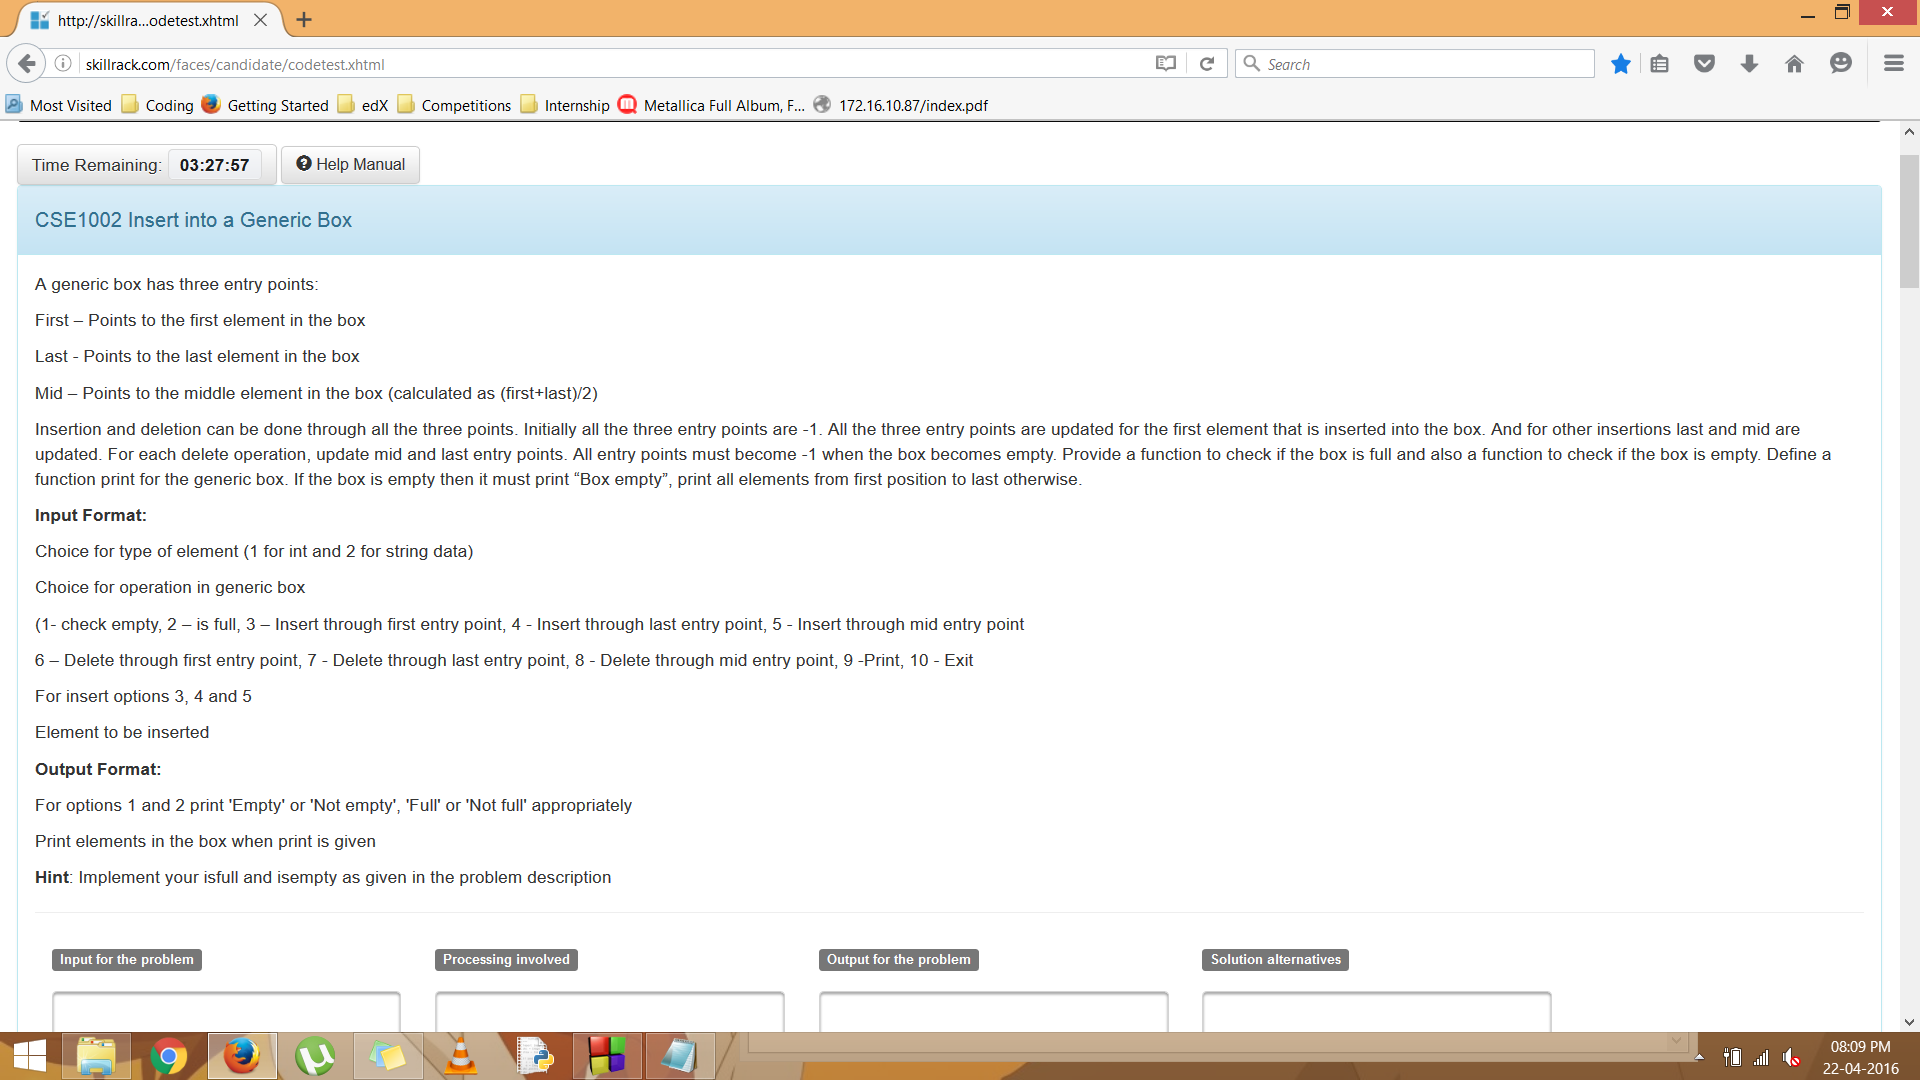 http://skillra...odetest.xhtml
skillrack.com/faces/candidate/codetest.xhtml
Search
Most Visited Coding Getting Started edX Competitions Internship Metallica Full Album, F... 172.16.10.87/index.pdf
Time Remaining: 03:27:57 Help Manual
CSE1002 Insert into a Generic Box
A generic box has three entry points:
First – Points to the first element in the box
Last - Points to the last element in the box
Mid – Points to the middle element in the box (calculated as (first+last)/2)
Insertion and deletion can be done through all the three points. Initially all the three entry points are -1. All the three entry points are updated for the first element that is inserted into the box. And for other insertions last and mid are
updated. For each delete operation, update mid and last entry points. All entry points must become -1 when the box becomes empty. Provide a function to check if the box is full and also a function to check if the box is empty. Define a
function print for the generic box. If the box is empty then it must print “Box empty”, print all elements from first position to last otherwise.
Input Format:
Choice for type of element (1 for int and 2 for string data)
Choice for operation in generic box
(1- check empty, 2 – is full, 3 – Insert through first entry point, 4 - Insert through last entry point, 5 - Insert through mid entry point
6 – Delete through first entry point, 7 - Delete through last entry point, 8 - Delete through mid entry point, 9 -Print, 10 - Exit
For insert options 3, 4 and 5
Element to be inserted
Output Format:
For options 1 and 2 print 'Empty' or 'Not empty', 'Full' or 'Not full' appropriately
Print elements in the box when print is given
Hint: Implement your isfull and isempty as given in the problem description
Input for the problem Processing involved Output for the problem Solution alternatives
08:09 PM
22-04-2016